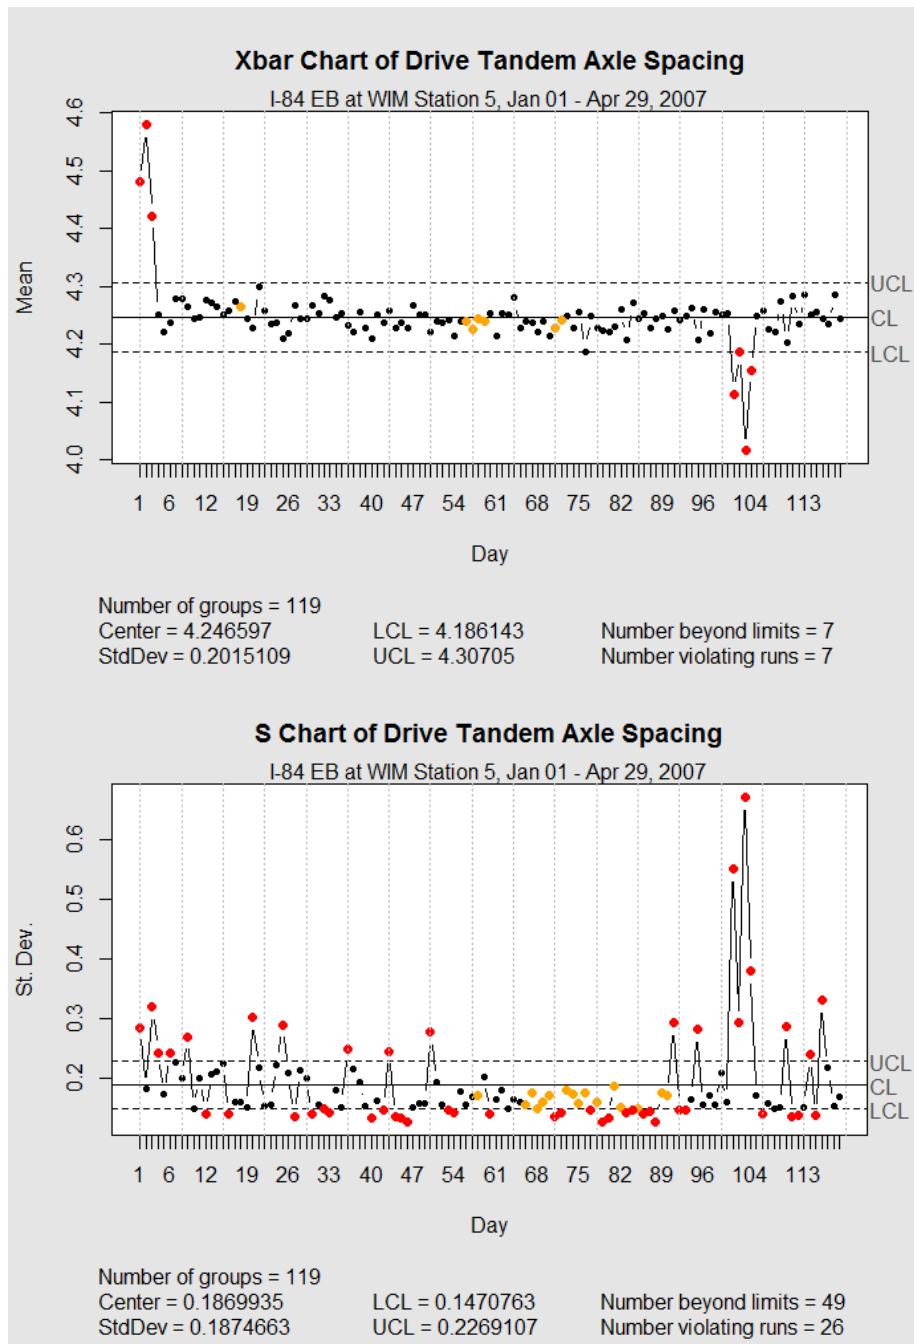 Xbar Chart of Drive Tandem Axle Spacing
I-84 EB at WIM Station 5, Jan 01 - Apr 29, 2007
Mean
4.6
4.5
4.4
4.3
4.2
4.1
4.0
UCL
CL
LCL
1 6 12 19 26 33 40 47 54 61 68 75 82 89 96 104 113
Day
Number of groups = 119
Center = 4.246597 LCL = 4.186143 Number beyond limits = 7
StdDev = 0.2015109 UCL = 4.30705 Number violating runs = 7
S Chart of Drive Tandem Axle Spacing
I-84 EB at WIM Station 5, Jan 01 - Apr 29, 2007
St. Dev.
0.6
0.5
0.4
0.3
0.2
UCL
CL
LCL
1 6 12 19 26 33 40 47 54 61 68 75 82 89 96 104 113
Day
Number of groups = 119
Center = 0.1869935 LCL = 0.1470763 Number beyond limits = 49
StdDev = 0.1874663 UCL = 0.2269107 Number violating runs = 26